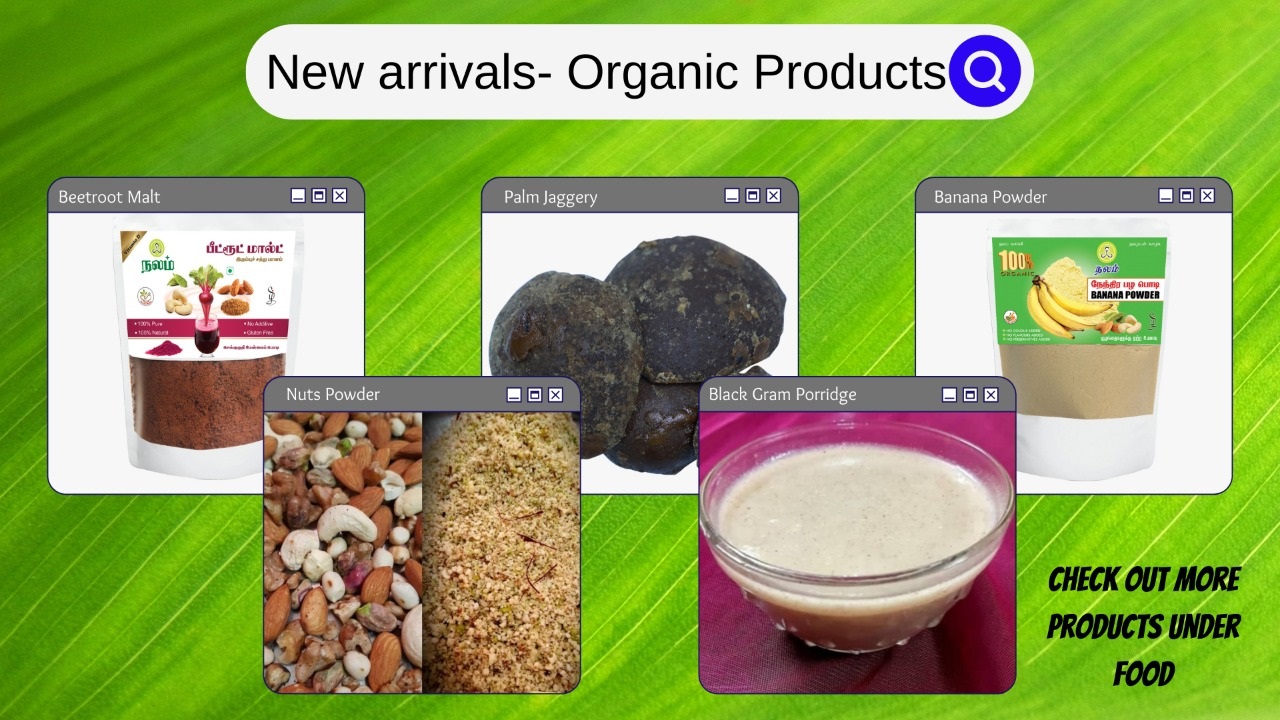 New arrivals- Organic Products
Beetroot Malt
Palm Jaggery
Banana Powder
பீட்ரூட் மால்ட்
நலம்
• 100% Pure
• No Additive
• 100% Natural
• Gluten Free
100%
ORGANIC
நலம்
நேந்திர பழ பொடி
BANANA POWDER
Nuts Powder
Black Gram Porridge
CHECK OUT MORE
PRODUCTS UNDER
FOOD